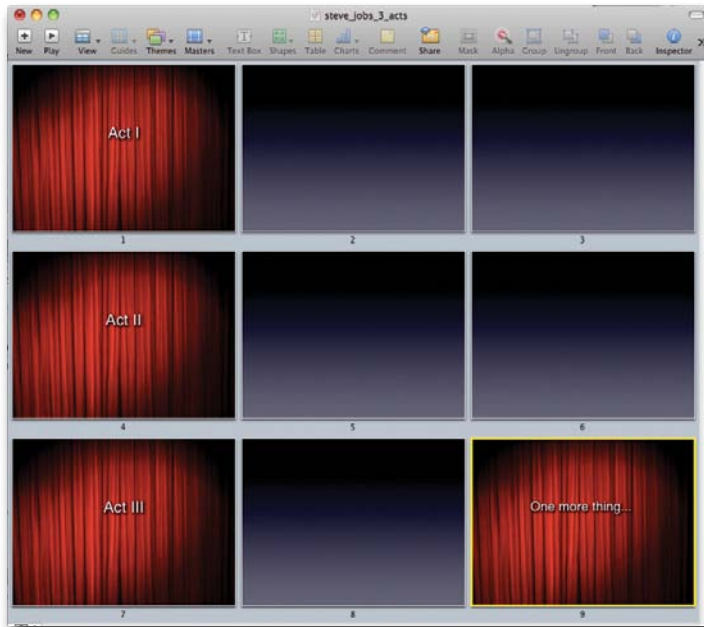 steve_jobs_3_acts
New Play View Guides Themes Masters Text Box Shapes Table Charts Comment Share Mask Alpha Group Ungroup Front Back Inspector
Act I
1 2 3
Act II
4 5 6
Act III One more thing...
7 8 9